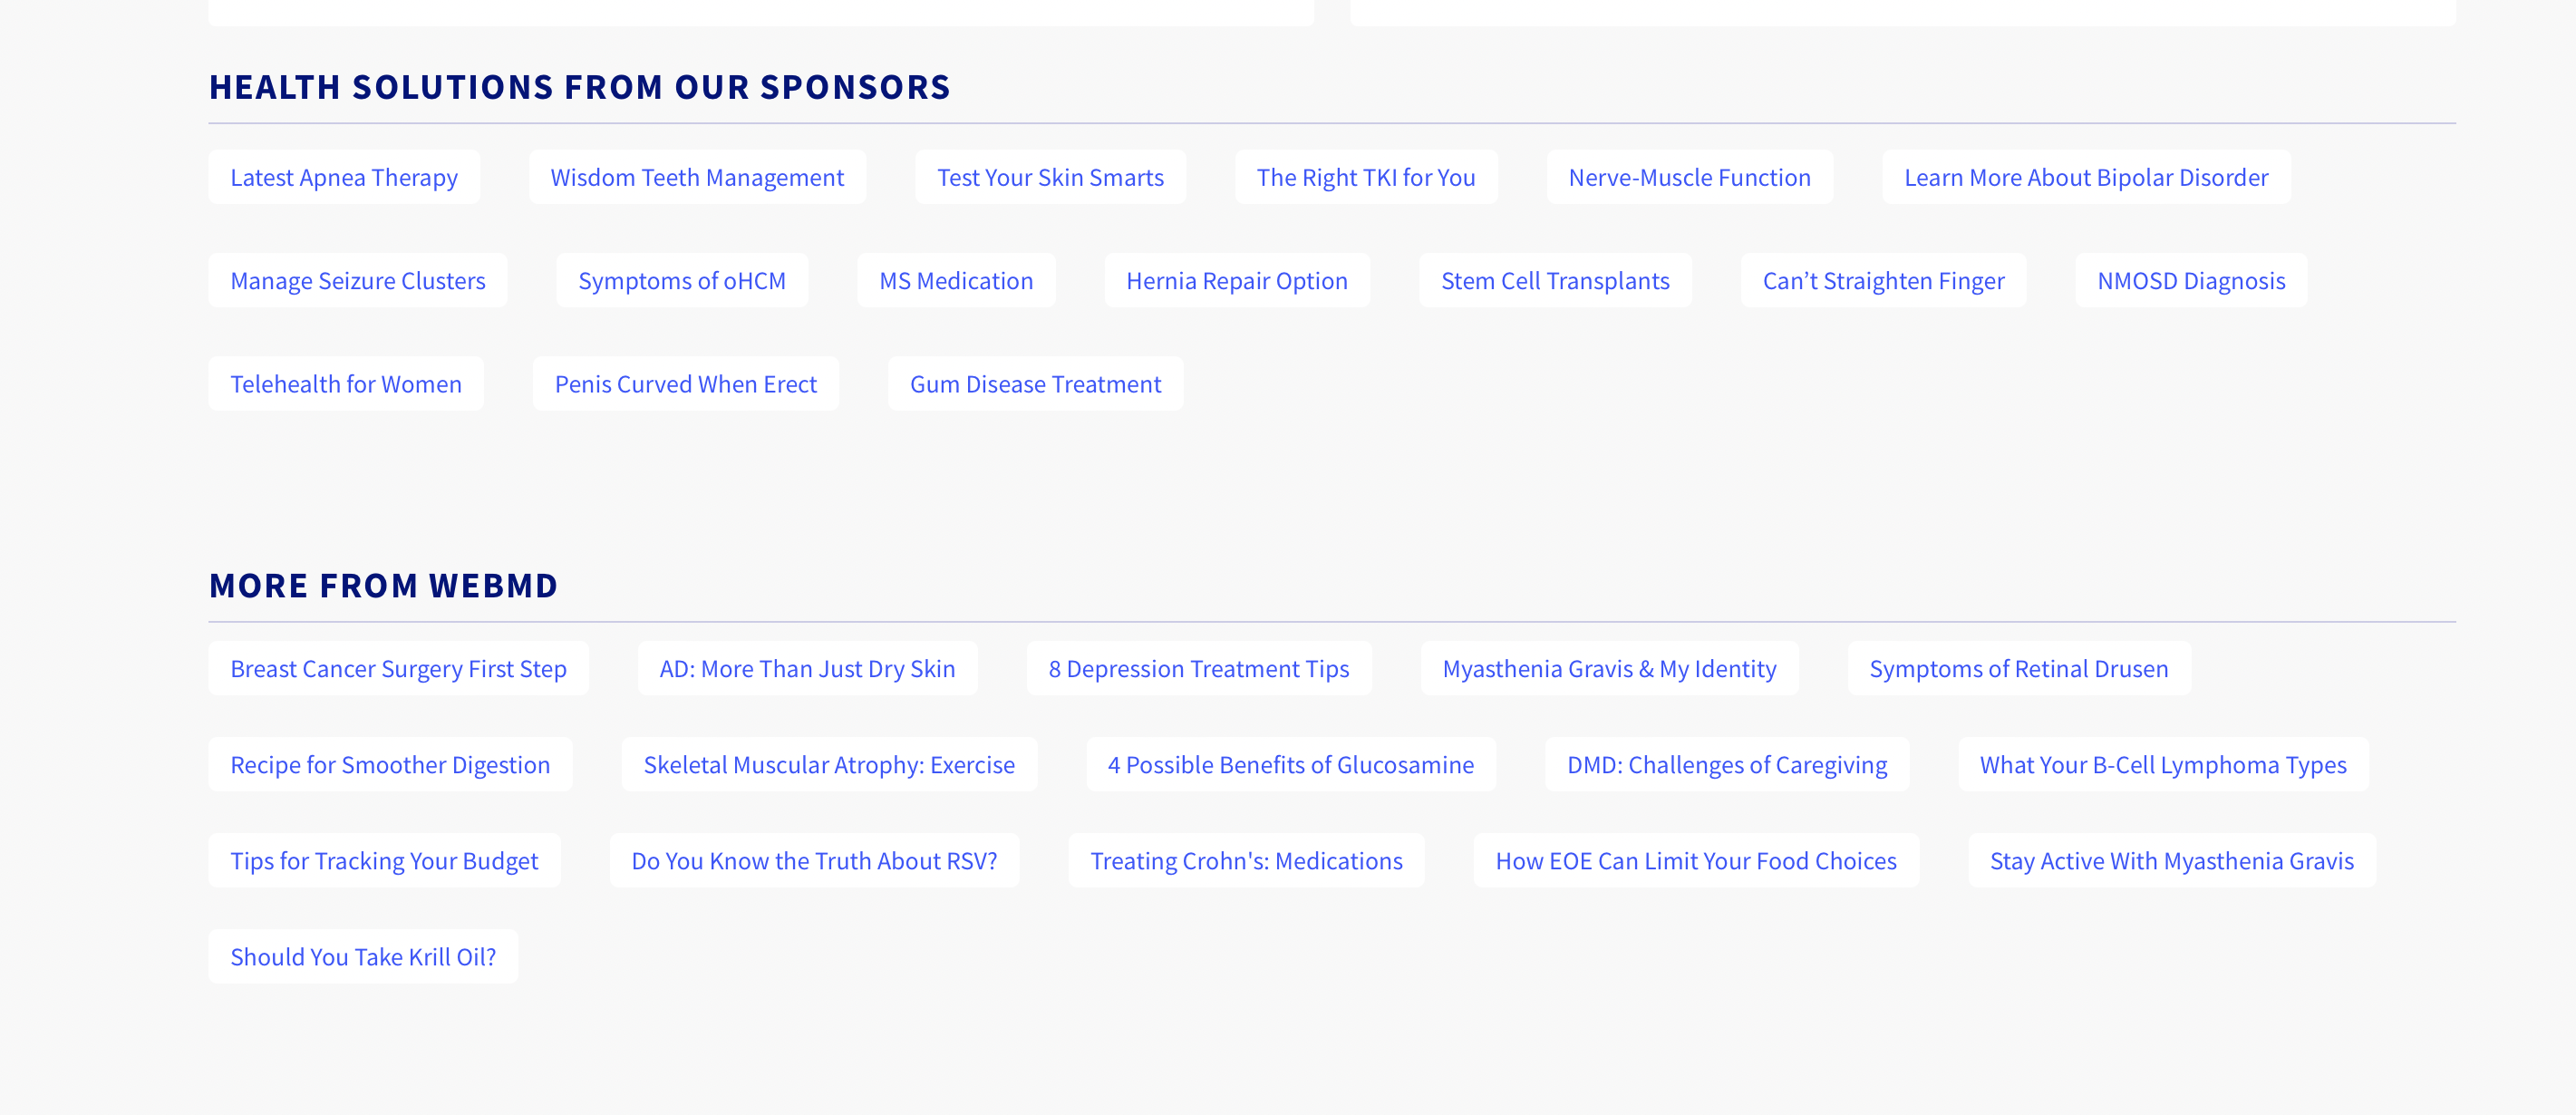 HEALTH SOLUTIONS FROM OUR SPONSORS
Latest Apnea Therapy Wisdom Teeth Management Test Your Skin Smarts The Right TKI for You Nerve-Muscle Function Learn More About Bipolar Disorder
Manage Seizure Clusters Symptoms of oHCM MS Medication Hernia Repair Option Stem Cell Transplants Can’t Straighten Finger NMOSD Diagnosis
Telehealth for Women Penis Curved When Erect Gum Disease Treatment
MORE FROM WEBMD
Breast Cancer Surgery First Step AD: More Than Just Dry Skin 8 Depression Treatment Tips Myasthenia Gravis & My Identity Symptoms of Retinal Drusen
Recipe for Smoother Digestion Skeletal Muscular Atrophy: Exercise 4 Possible Benefits of Glucosamine DMD: Challenges of Caregiving What Your B-Cell Lymphoma Types
Tips for Tracking Your Budget Do You Know the Truth About RSV? Treating Crohn's: Medications How EOE Can Limit Your Food Choices Stay Active With Myasthenia Gravis
Should You Take Krill Oil?